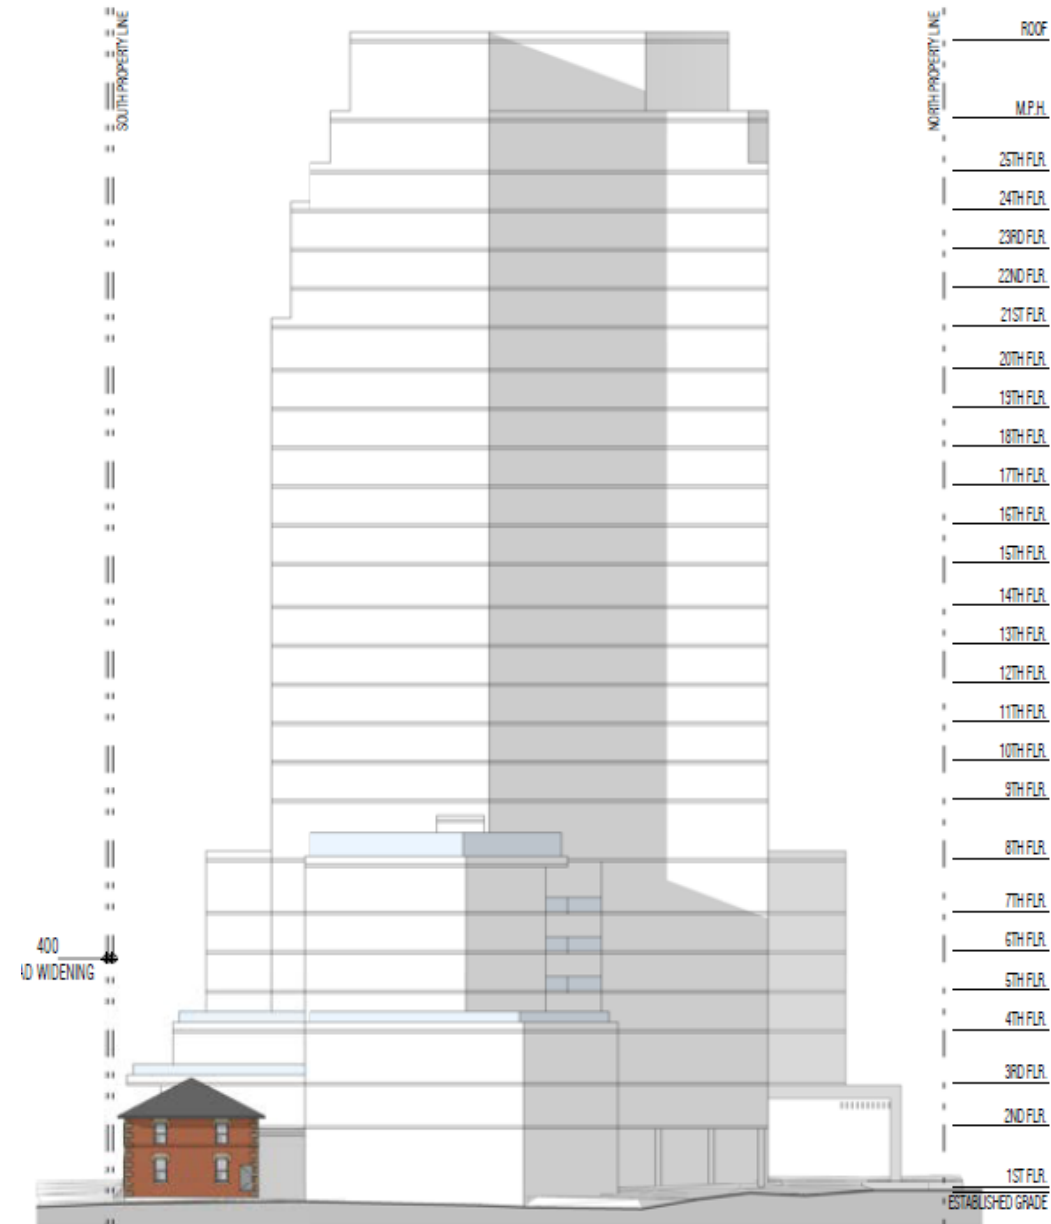 SOUTH PROPERTY LINE
NORTH PROPERTY LINE
ROOF
M.P.H.
25TH FLR.
24TH FLR.
23RD FLR.
22ND FLR.
21ST FLR.
20TH FLR.
19TH FLR.
18TH FLR.
17TH FLR.
16TH FLR.
15TH FLR.
14TH FLR.
13TH FLR.
12TH FLR.
11TH FLR.
10TH FLR.
9TH FLR.
8TH FLR.
7TH FLR.
6TH FLR.
5TH FLR.
4TH FLR.
3RD FLR.
2ND FLR.
1ST FLR.
ESTABLISHED GRADE
400
AD WIDENING